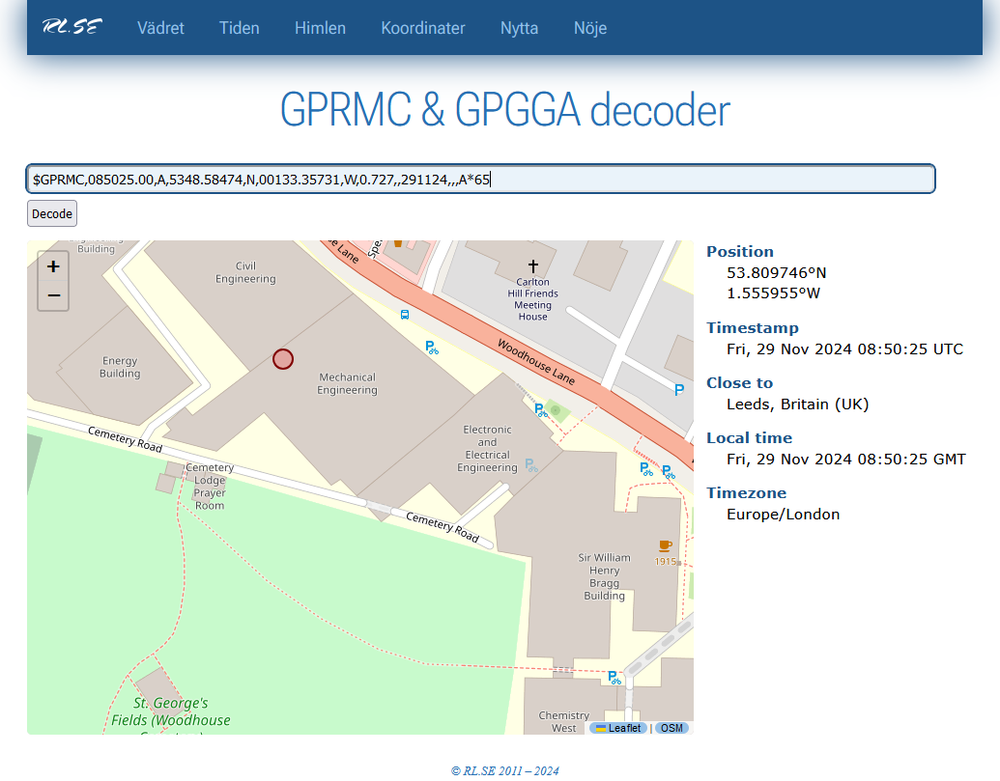 RL.SE Vädret Tiden Himlen Koordinater Nytta Nöje
GPRMC & GPGGA decoder
$GPRMC,085025.00,A,5348.58474,N,00133.35731,W,0.727,,291124,,,A*65
Decode
+
−
Engineering
Building
Civil
Engineering
se Lane
Spe
Carlton
Hill Friends
Meeting
House
Woodhouse Lane
Energy
Building
Mechanical
Engineering
P
P
P
Electronic
and
Electrical
Engineering
P
Cemetery Road
Cemetery
Lodge
Prayer
Room
P
P
Cemetery Road
Sir William
Henry
Bragg
Building
1915
P
St. George's
Fields (Woodhouse
Chemistry
West
Leaflet | OSM
Position
53.809746°N
1.555955°W
Timestamp
Fri, 29 Nov 2024 08:50:25 UTC
Close to
Leeds, Britain (UK)
Local time
Fri, 29 Nov 2024 08:50:25 GMT
Timezone
Europe/London
© RL.SE 2011 – 2024